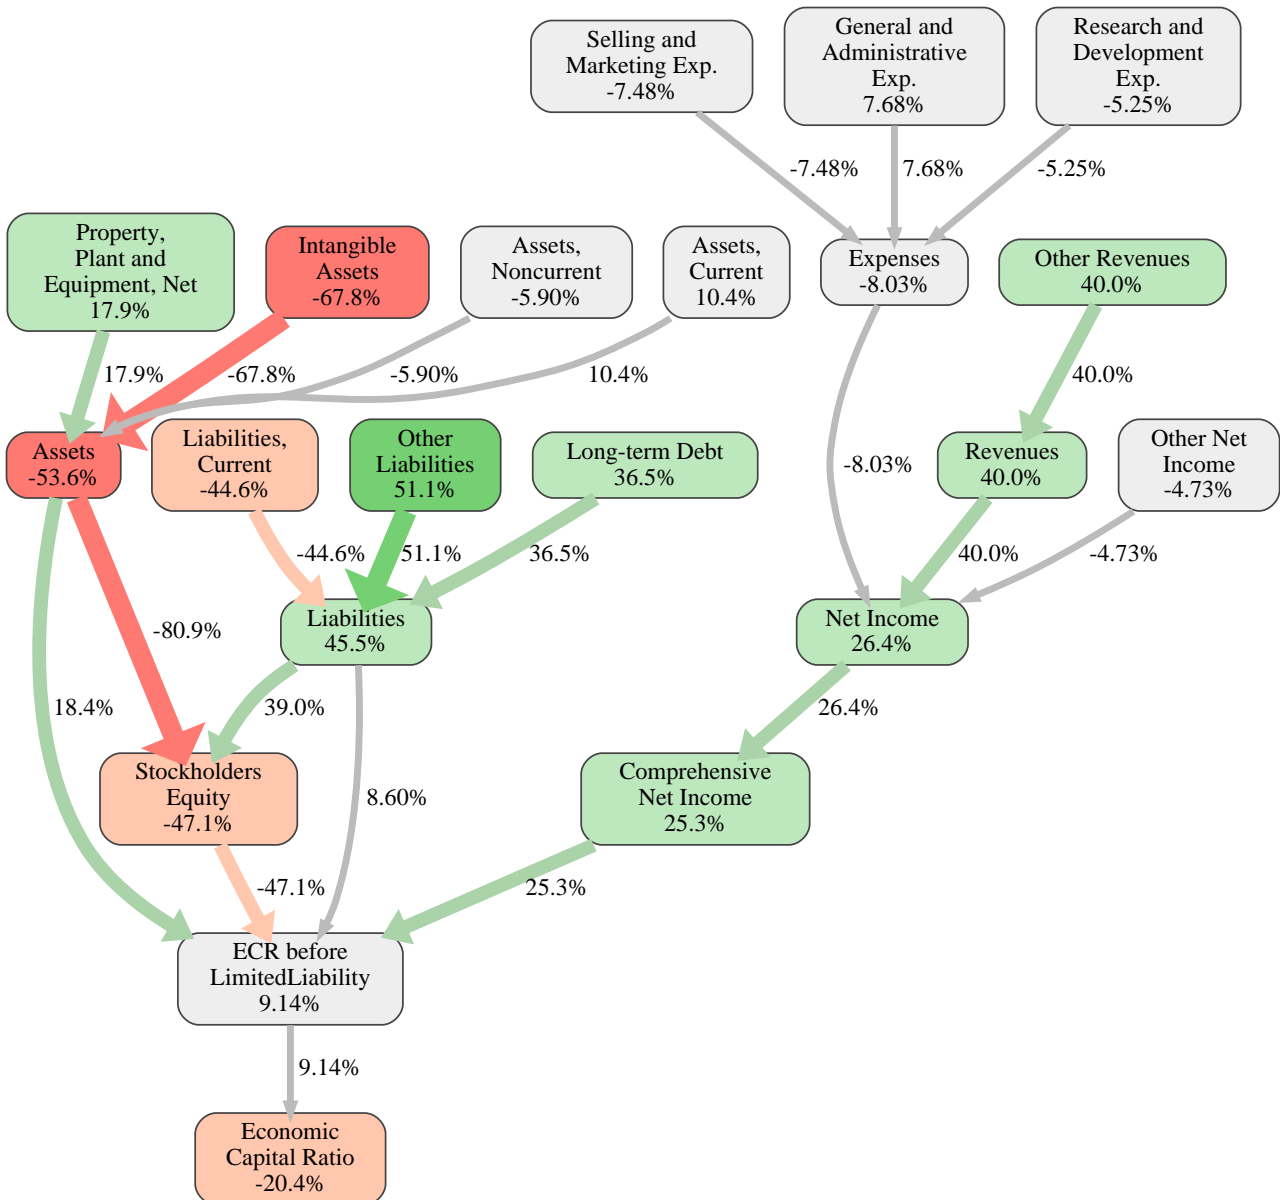 Selling and
Marketing Exp.
-7.48%
General and
Administrative
Exp.
7.68%
Research and
Development
Exp.
-5.25%
-7.48%
7.68%
-5.25%
Property,
Plant and
Equipment, Net
17.9%
Intangible
Assets
-67.8%
Assets,
Noncurrent
-5.90%
Assets,
Current
10.4%
Expenses
-8.03%
Other Revenues
40.0%
17.9%
-67.8%
-5.90%
10.4%
40.0%
Assets
-53.6%
Liabilities,
Current
-44.6%
Other
Liabilities
51.1%
Long-term Debt
36.5%
-8.03%
Revenues
40.0%
Other Net
Income
-4.73%
-44.6%
51.1%
36.5%
40.0%
-4.73%
-80.9%
Liabilities
45.5%
Net Income
26.4%
18.4%
39.0%
26.4%
Stockholders
Equity
-47.1%
8.60%
Comprehensive
Net Income
25.3%
-47.1%
25.3%
ECR before
LimitedLiability
9.14%
9.14%
Economic
Capital Ratio
-20.4%